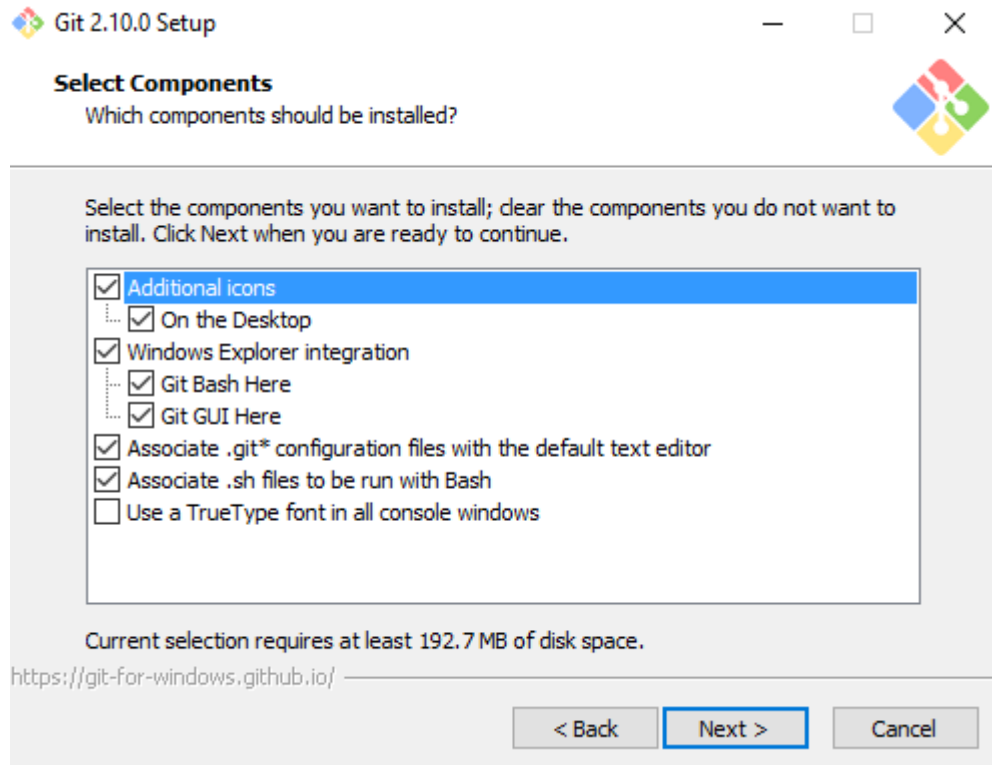 Git 2.10.0 Setup
Select Components
Which components should be installed?
Select the components you want to install; clear the components you do not want to
install. Click Next when you are ready to continue.
Additional icons
On the Desktop
Windows Explorer integration
Git Bash Here
Git GUI Here
Associate .git* configuration files with the default text editor
Associate .sh files to be run with Bash
Use a TrueType font in all console windows
Current selection requires at least 192.7 MB of disk space.
https://git-for-windows.github.io/
< Back
Next >
Cancel